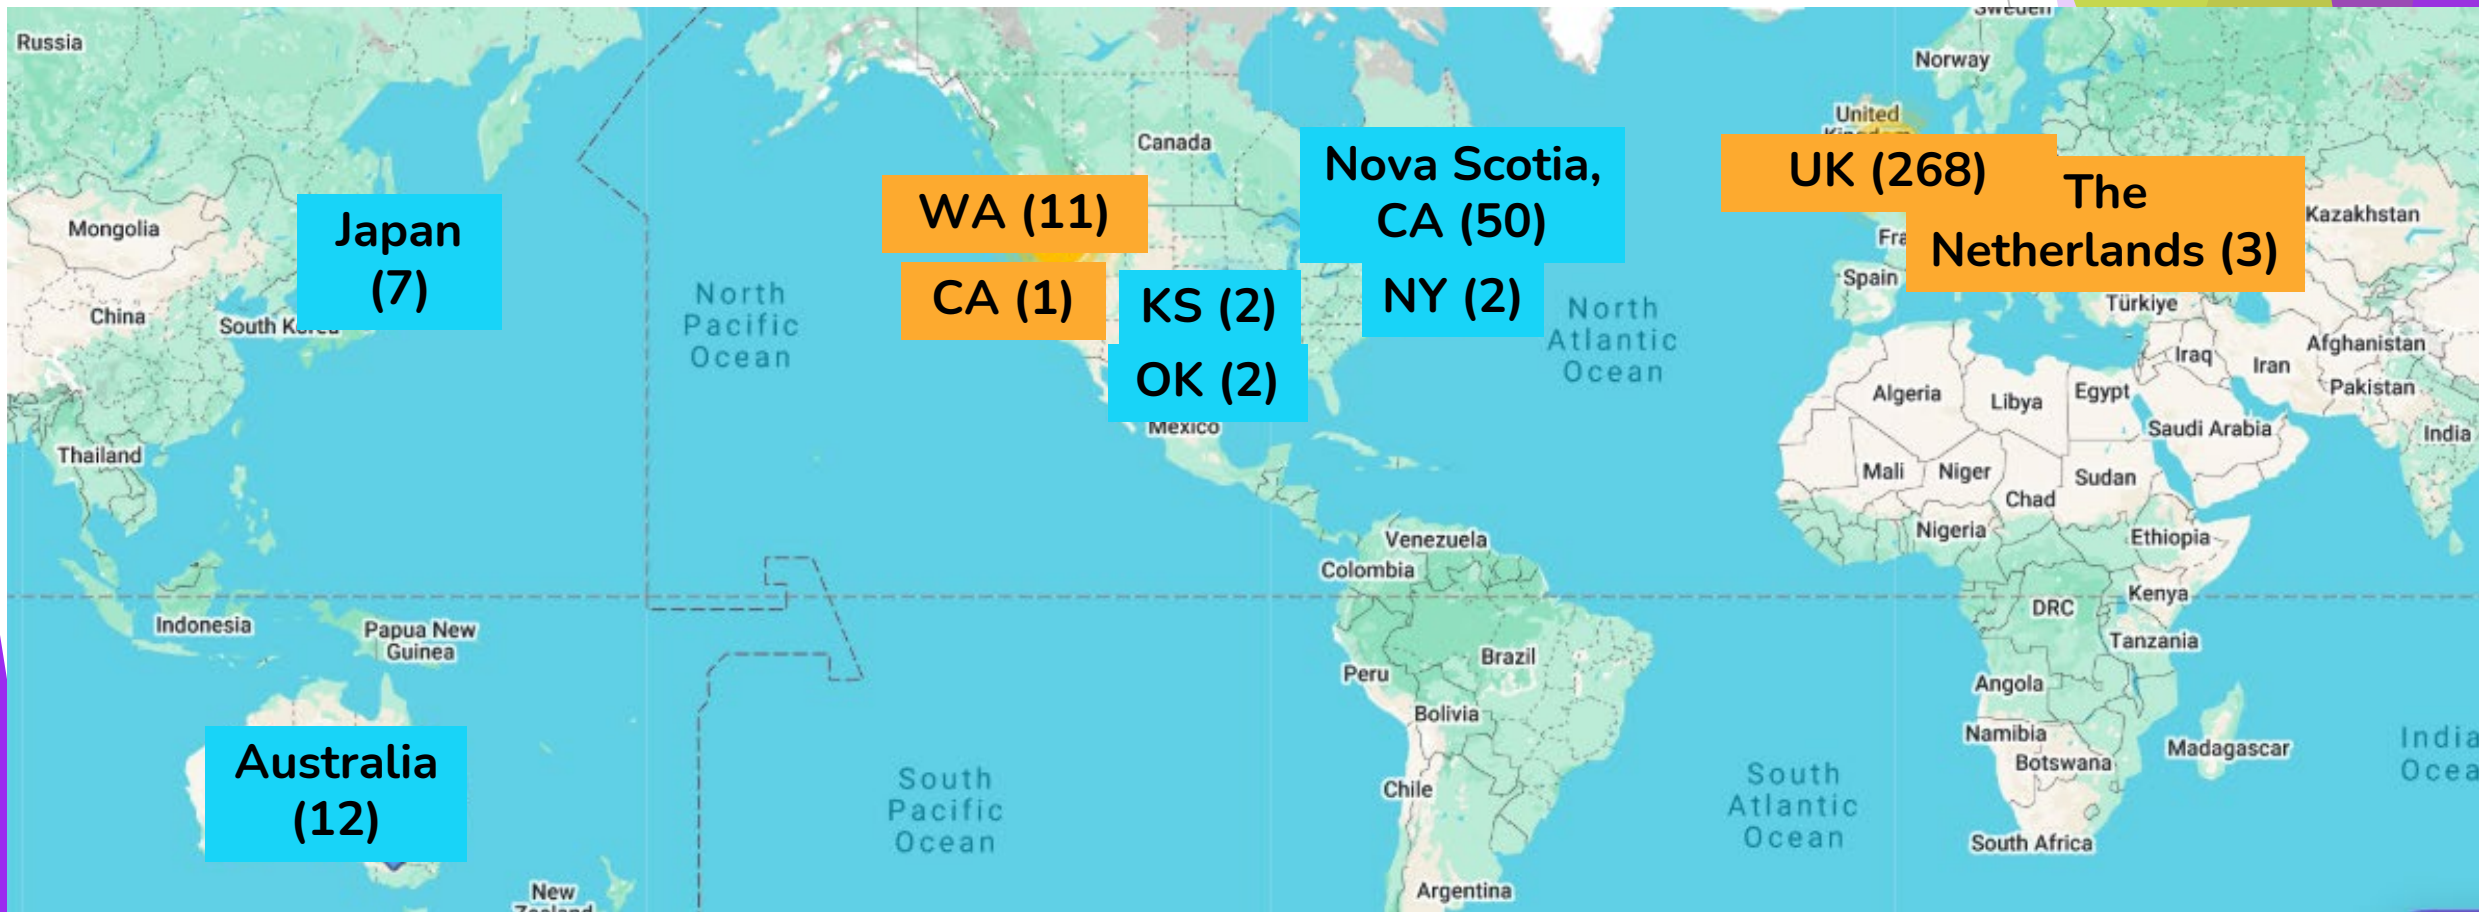 Sweden
Russia
Norway
United
Canada
Nova Scotia,
CA (50)
UK (268)
The
Netherlands (3)
WA (11)
Kazakhstan
Mongolia
Japan
(7)
Fra
Spain
CA (1)
KS (2)
NY (2)
North
Pacific
Ocean
North
Atlantic
Ocean
Türkiye
China
South Korea
Afghanistan
Iraq
Iran
Pakistan
OK (2)
Algeria
Libya
Egypt
Mexico
Saudi Arabia
India
Thailand
Mali
Niger
Sudan
Chad
Nigeria
Ethiopia
Venezuela
Colombia
Kenya
DRC
Indonesia
Papua New
Guinea
Tanzania
Brazil
Peru
Angola
Bolivia
Namibia
Madagascar
Botswana
India
Ocea
Australia
(12)
South
Pacific
Ocean
Chile
South
Atlantic
Ocean
South Africa
New
Zealand
Argentina